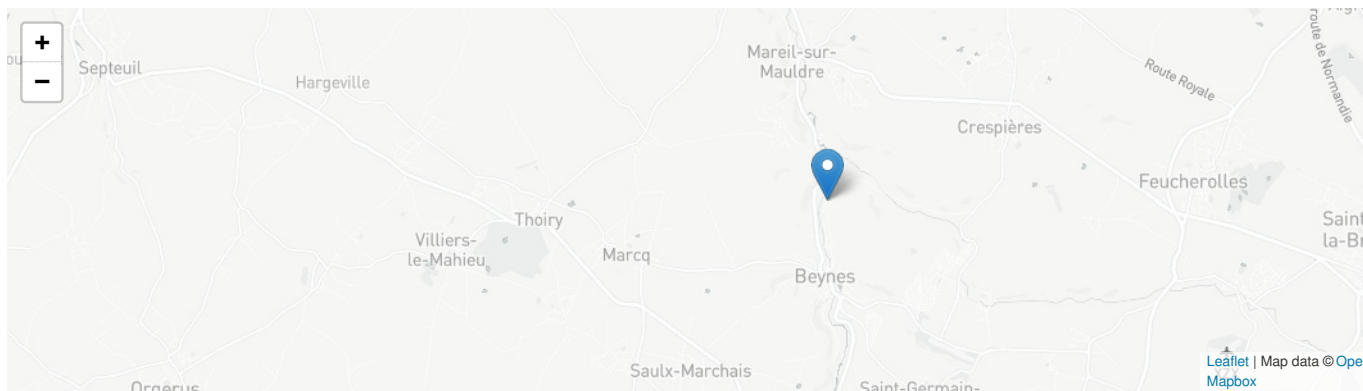 +
−
Septeuil
Hargeville
Mareil-sur-
Mauldre
Route Royale
route de Normandie
Crespières
Feucherolles
Thoiry
Villiers-
le-Mahieu
Marcq
Saint
la-Br
Beynes
Saulx-Marchais
Orgerus
Saint-Germain-
Leaflet | Map data © Ope
Mapbox